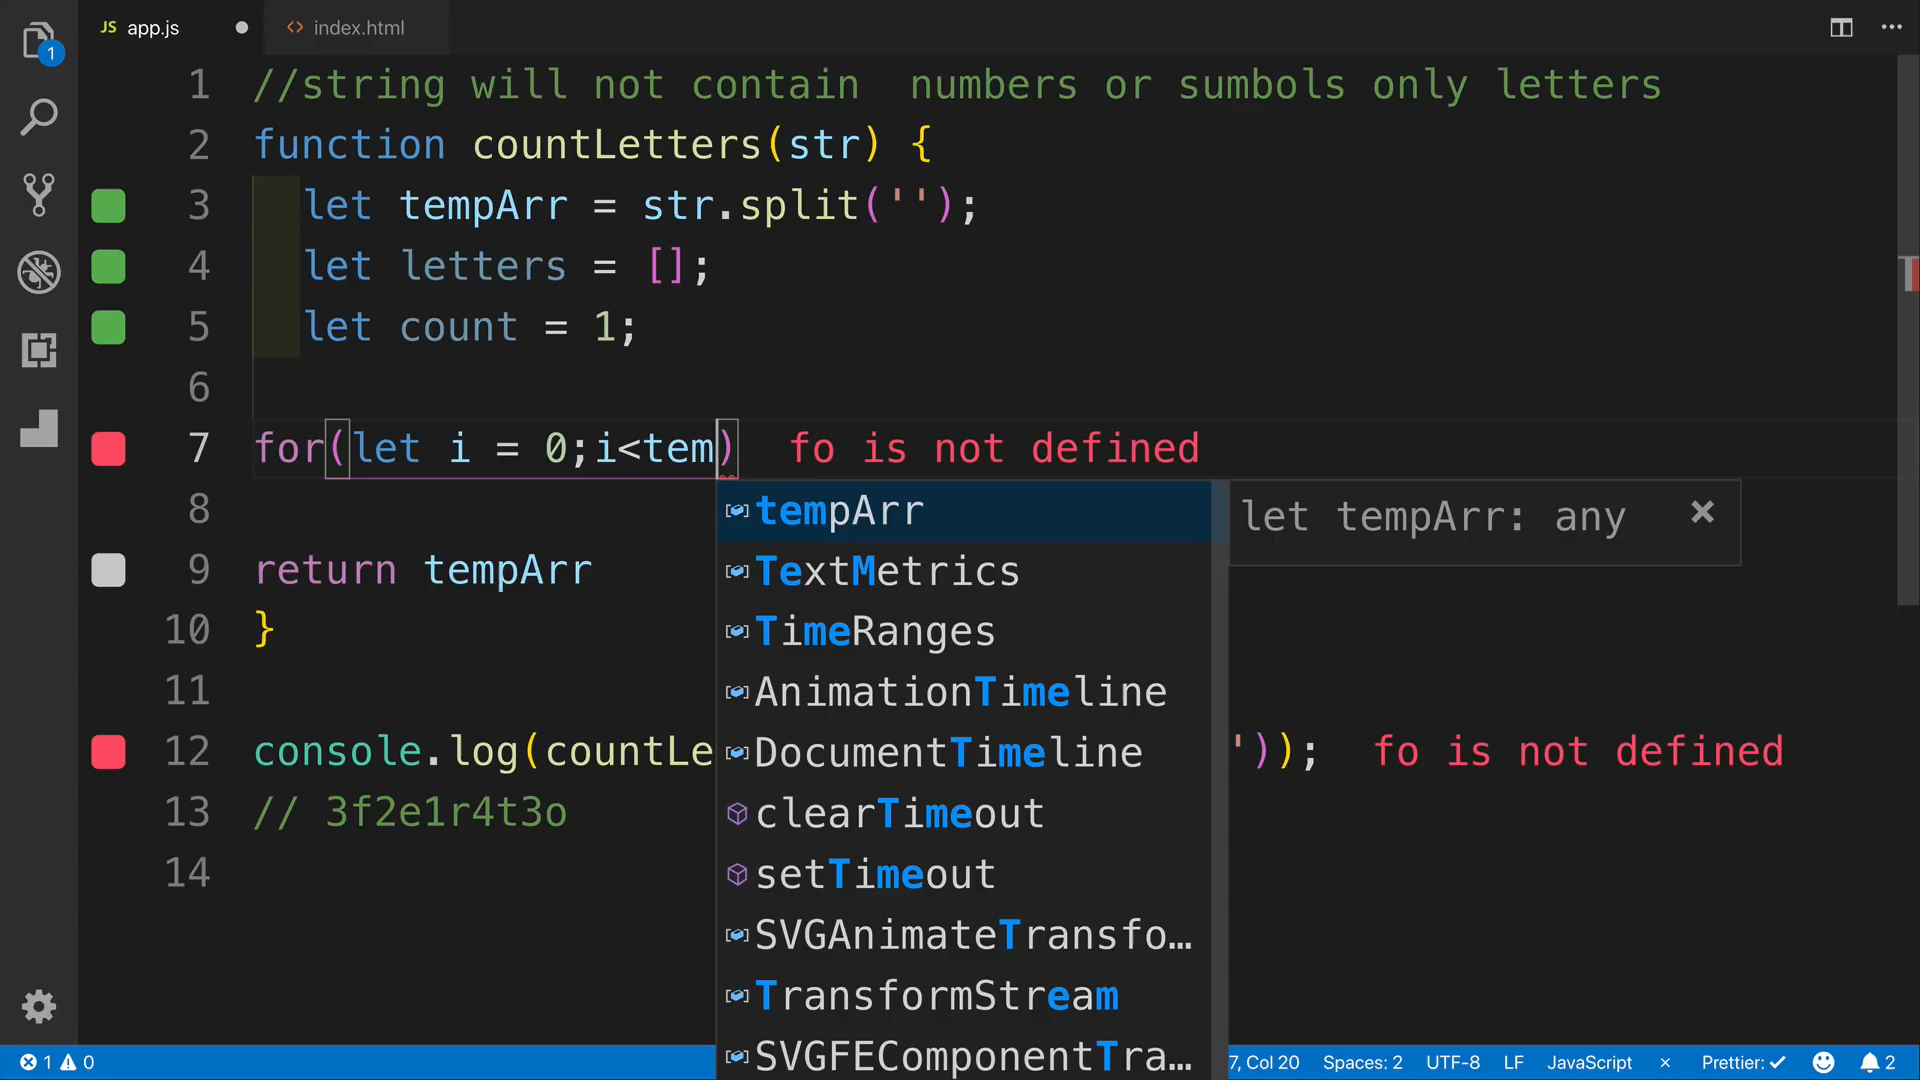 JS app.js
<> index.html
1
1 //string will not contain  numbers or sumbols only letters
2 function countLetters(str) {
3 let tempArr = str.split('');
4 let letters = [];
5 let count = 1;
6
7 for(let i = 0;i<tem) fo is not defined
tempArr
let tempArr: any ×
TextMetrics
TimeRanges
AnimationTimeline
DocumentTimeline
clearTimeout
setTimeout
SVGAnimateTransfo...
TransformStream
SVGFEComponentTra...
8
9 return tempArr
10 }
11
12 console.log(countLe ')); fo is not defined
13 // 3f2e1r4t3o
14
1 0 7, Col 20 Spaces: 2 UTF-8 LF JavaScript × Prettier: ✓ 2